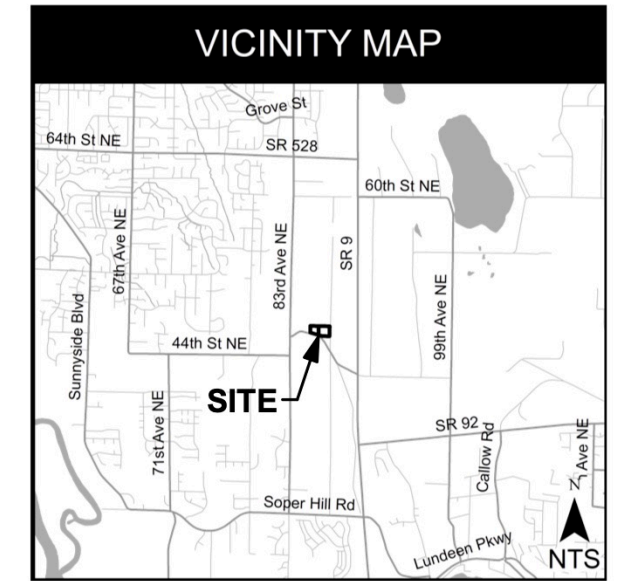 VICINITY MAP
Grove St
64th St NE
SR 528
60th St NE
67th Ave NE
83rd Ave NE
SR 9
99th Ave NE
Sunnyside Blvd
44th St NE
SITE
71st Ave NE
SR 92
Callow Rd
Ave NE
N
Soper Hill Rd
Lundeen Pkwy
NTS